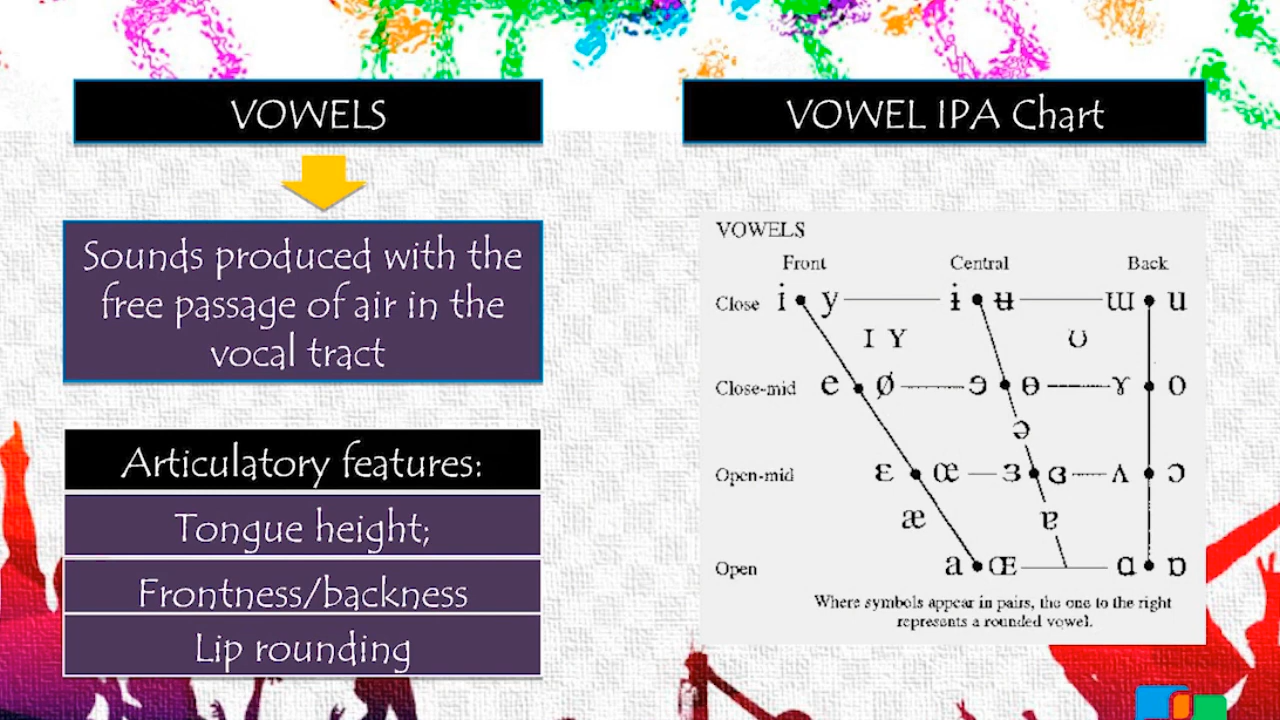 VOWELS
Sounds produced with the
free passage of air in the
vocal tract
Articulatory features:
Tongue height;
Frontness/backness
Lip rounding
VOWEL IPA Chart
VOWELS
Front Central Back
Close i y ɨ ʉ ɯ u
ɪ ʏ ʊ
Close-mid e ø ɘ ɵ ɤ o
ə
Open-mid ɛ œ ɜ ɞ ʌ ɔ
æ ɐ
Open a ɶ ɑ ɒ
Where symbols appear in pairs, the one to the right
represents a rounded vowel.